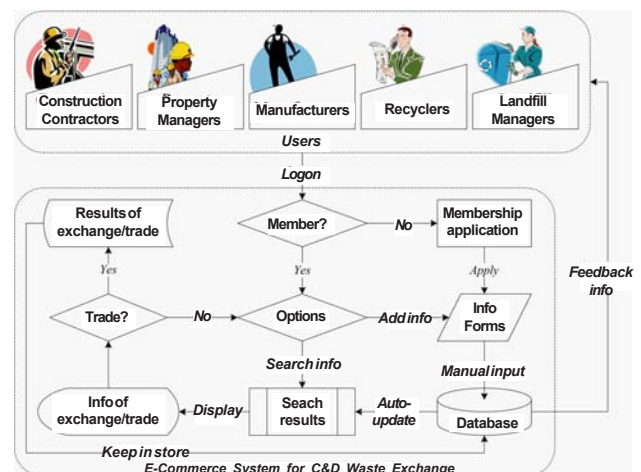 Construction
Contractors
Property
Managers
Manufacturers
Recyclers
Landfill
Managers
Users
Logon
Results of
exchange/trade
Member?
No
Membership
application
Yes
Yes
Apply
Feedback
info
Trade?
No
Options
Add info
Info
Forms
Search info
Manual input
Info of
exchange/trade
Display
Seach
results
Auto-
update
Database
Keep in store
E-Commerce System for C&D Waste Exchange